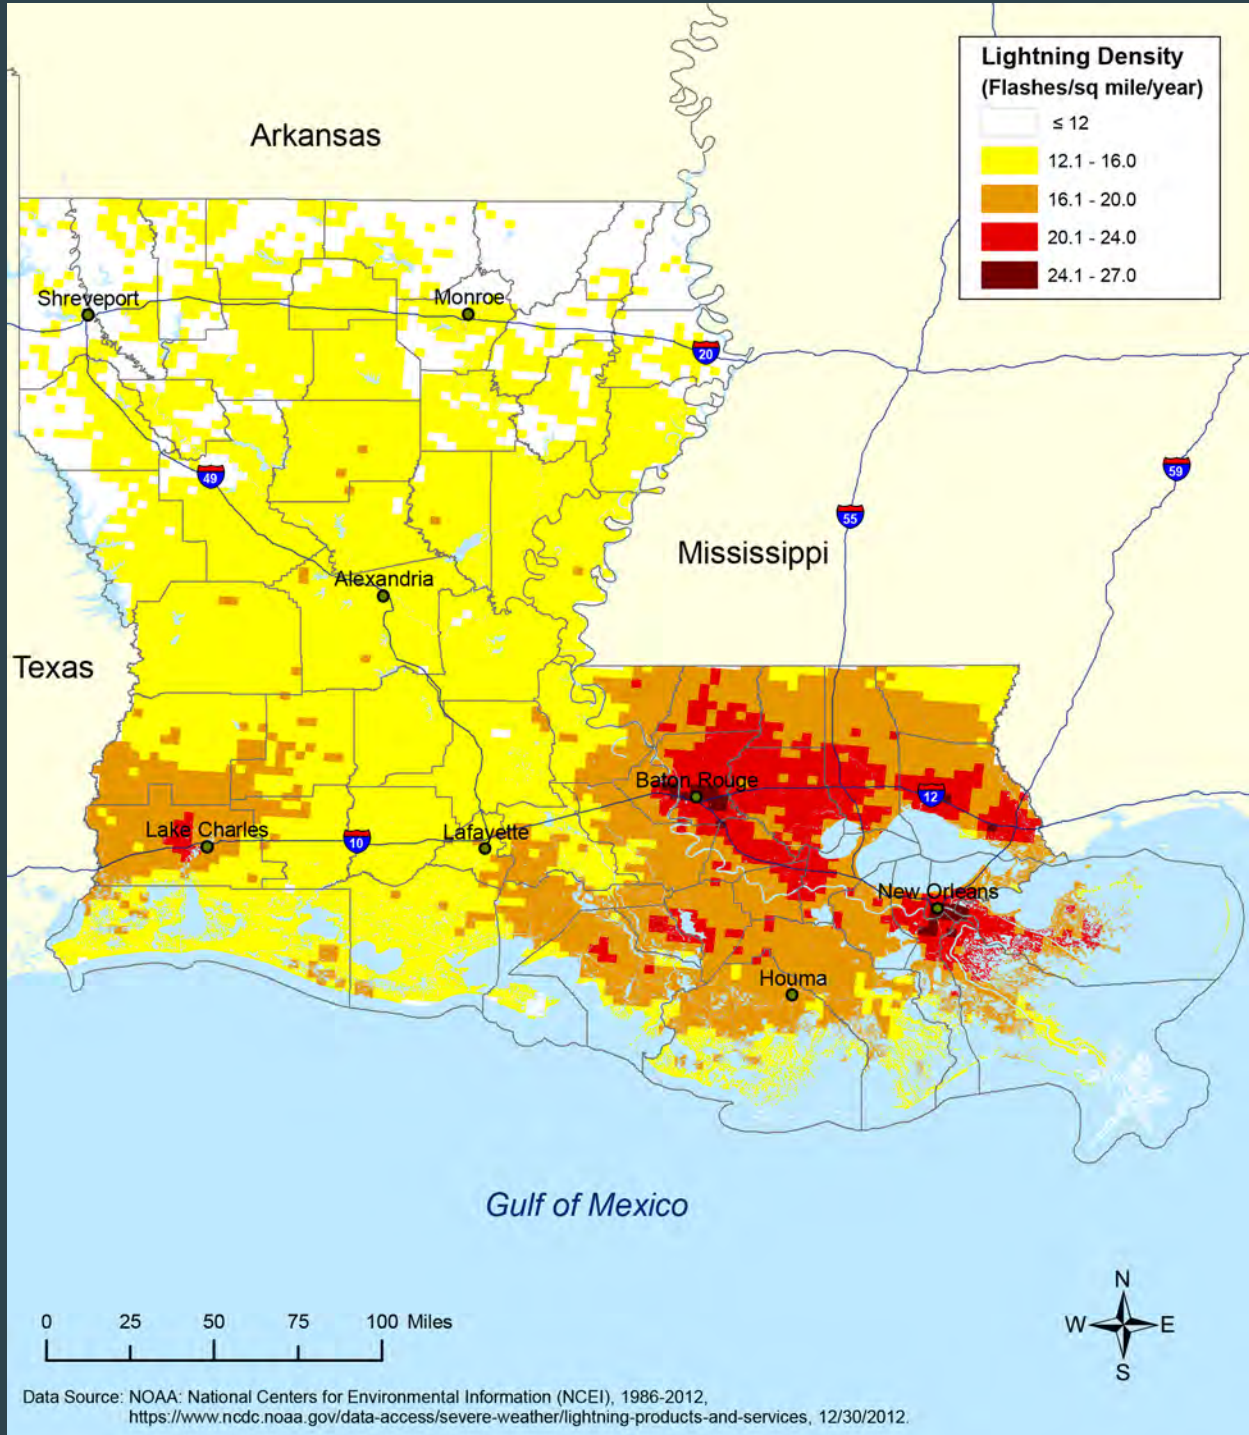 Lightning Density
(Flashes/sq mile/year)
≤ 12
12.1 - 16.0
16.1 - 20.0
20.1 - 24.0
24.1 - 27.0
Arkansas
Shreveport
Monroe
20
49
59
55
Mississippi
Alexandria
Texas
Baton Rouge
12
Lake Charles
10
Lafayette
New Orleans
Houma
Gulf of Mexico
N
W E
S
0 25 50 75 100 Miles
Data Source: NOAA: National Centers for Environmental Information (NCEI), 1986-2012,
https://www.ncdc.noaa.gov/data-access/severe-weather/lightning-products-and-services, 12/30/2012.